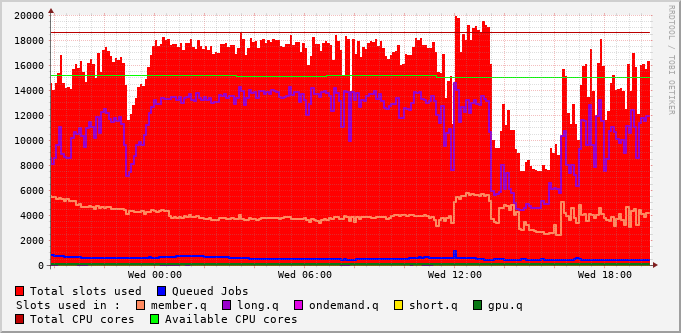 20000
18000
16000
14000
12000
10000
8000
6000
4000
2000
0
Wed 00:00 Wed 06:00 Wed 12:00 Wed 18:00
RRDTOOL / TOBI OETIKER
Total slots used Queued Jobs
Slots used in : member.q long.q ondemand.q short.q gpu.q
Total CPU cores Available CPU cores